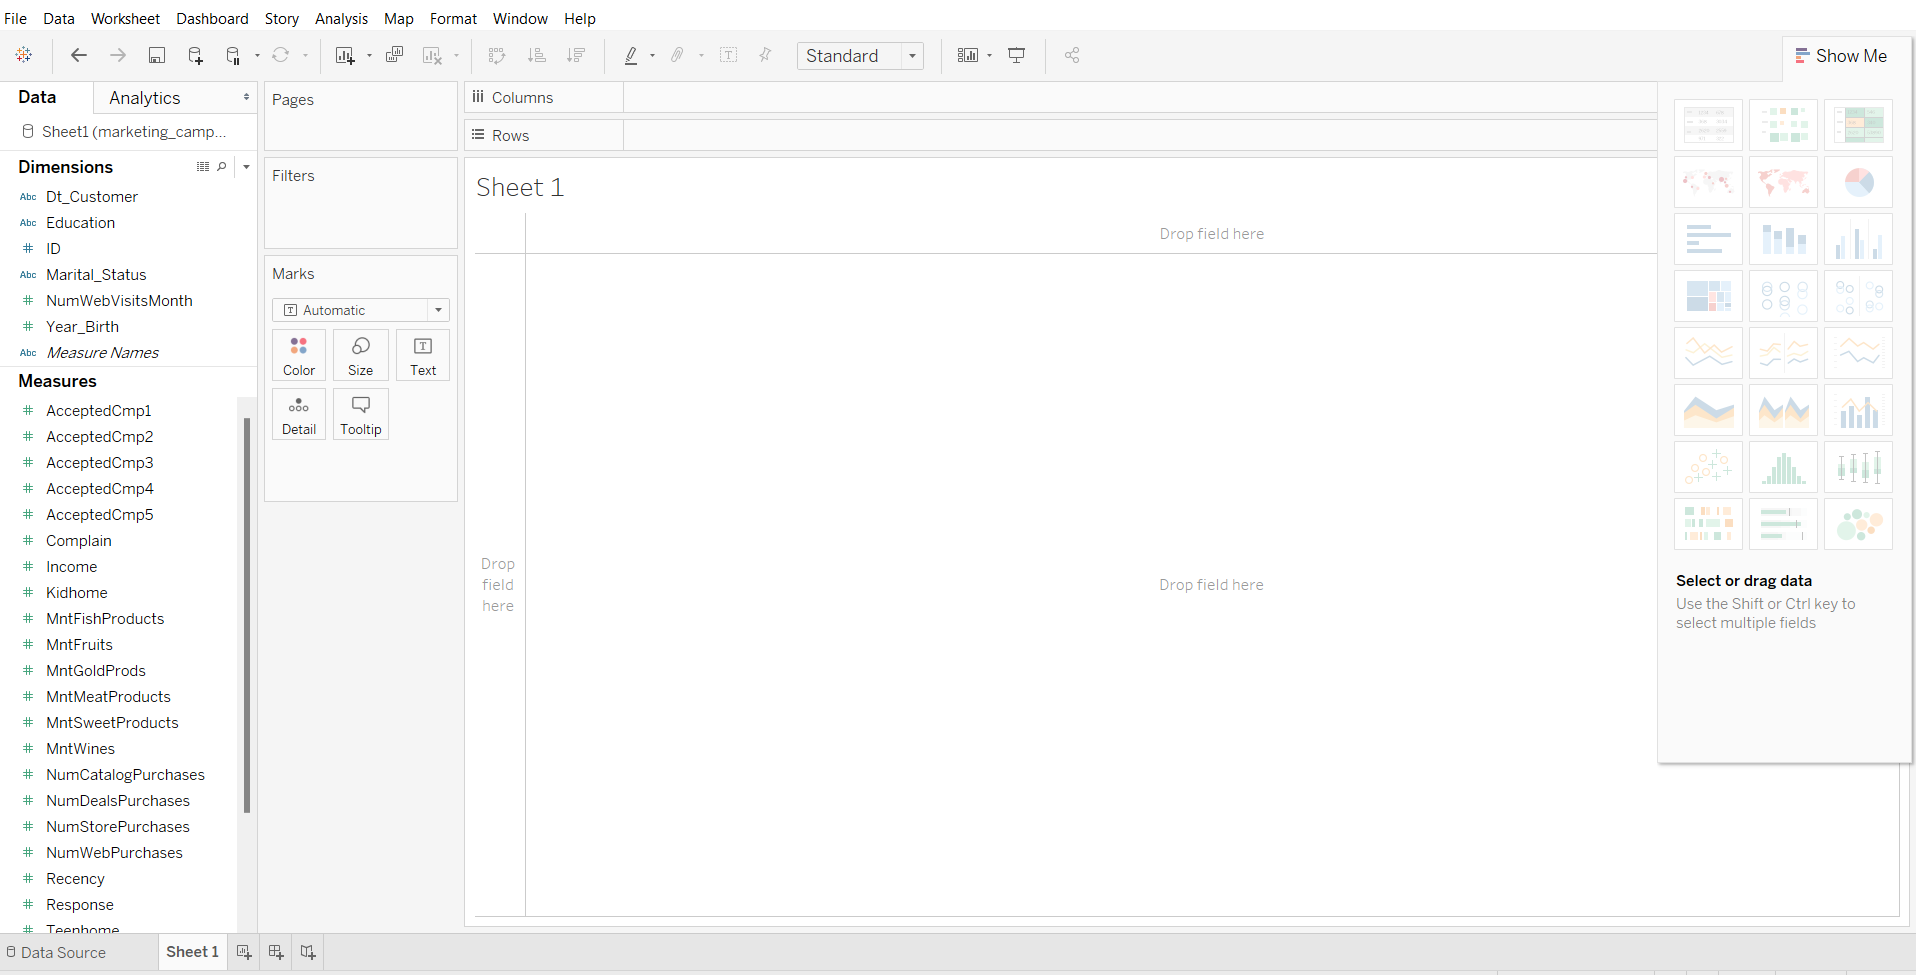 File Data Worksheet Dashboard Story Analysis Map Format Window Help
Standard
Show Me
Data
Analytics
Sheet1 (marketing_camp...
Dimensions
Abc Dt_Customer
Abc Education
# ID
Abc Marital_Status
# NumWebVisitsMonth
# Year_Birth
Abc Measure Names
Measures
# AcceptedCmp1
# AcceptedCmp2
# AcceptedCmp3
# AcceptedCmp4
# AcceptedCmp5
# Complain
# Income
# Kidhome
# MntFishProducts
# MntFruits
# MntGoldProds
# MntMeatProducts
# MntSweetProducts
# MntWines
# NumCatalogPurchases
# NumDealsPurchases
# NumStorePurchases
# NumWebPurchases
# Recency
# Response
# Teenhome
Pages
Filters
Marks
Automatic
Color
Size
Text
Detail
Tooltip
Columns
Rows
Sheet 1
Drop field here
Drop
field
here
Drop field here
Select or drag data
Use the Shift or Ctrl key to
select multiple fields
Data Source
Sheet 1